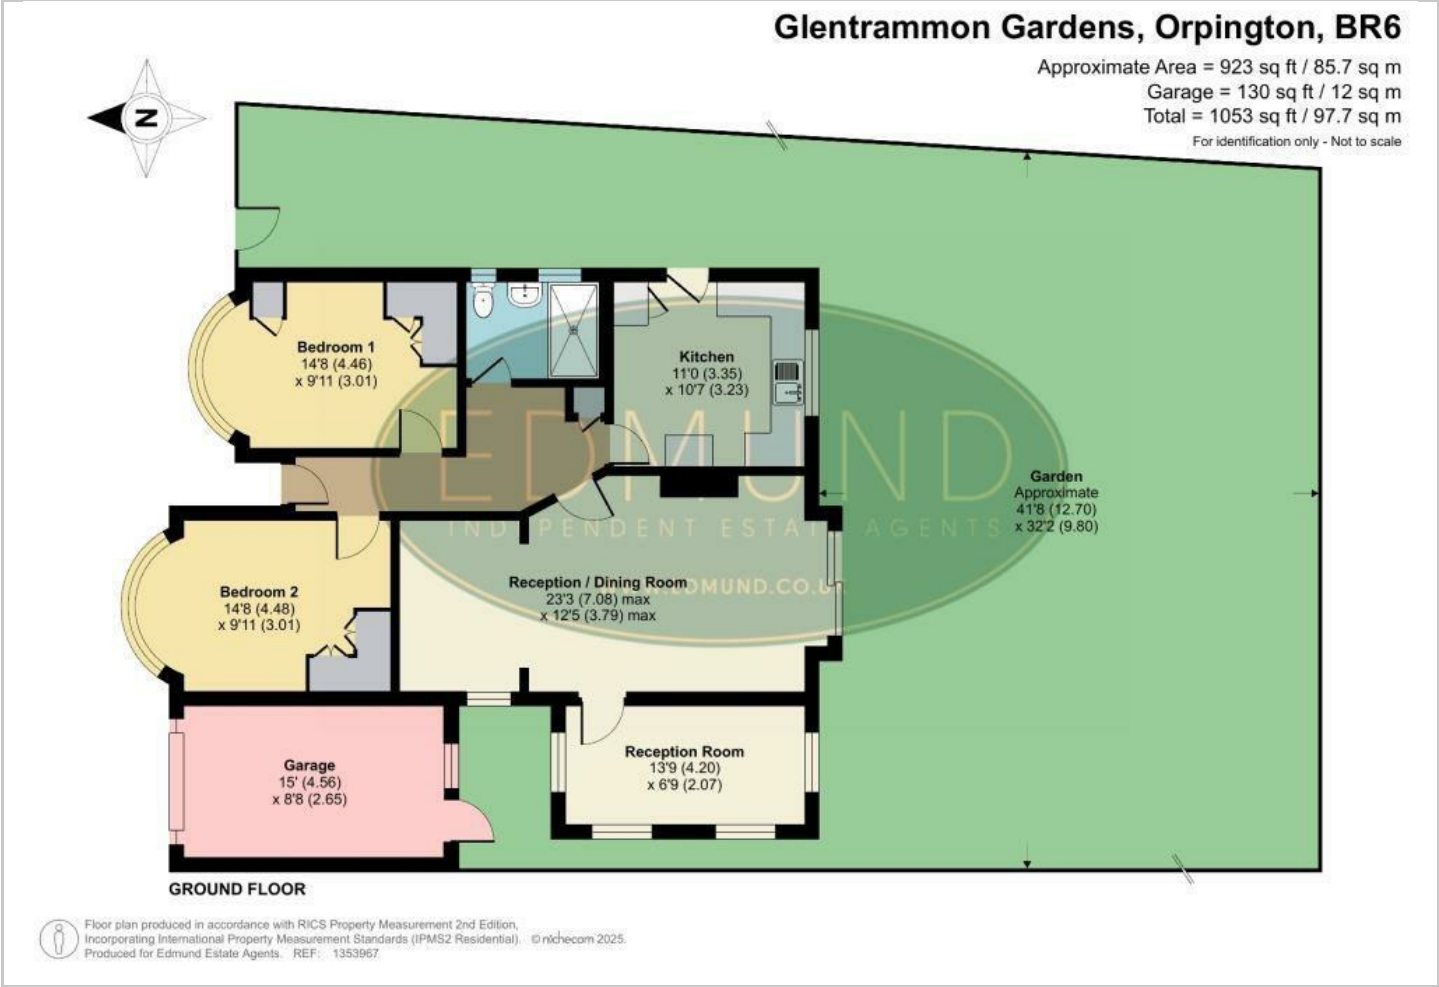 Glentrammon Gardens, Orpington, BR6
Approximate Area = 923 sq ft / 85.7 sq m
Garage = 130 sq ft / 12 sq m
Total = 1053 sq ft / 97.7 sq m
For identification only - Not to scale
N
Bedroom 1
14'8 (4.46)
x 9'11 (3.01)
Kitchen
11'0 (3.35)
x 10'7 (3.23)
EDMUND
INDEPENDENT ESTATE AGENTS
WWW.EDMUND.CO.UK
Garden
Approximate
41'8 (12.70)
x 32'2 (9.80)
Reception / Dining Room
23'3 (7.08) max
x 12'5 (3.79) max
Bedroom 2
14'8 (4.48)
x 9'11 (3.01)
Reception Room
13'9 (4.20)
x 6'9 (2.07)
Garage
15' (4.56)
x 8'8 (2.65)
GROUND FLOOR
Floor plan produced in accordance with RICS Property Measurement 2nd Edition,
Incorporating International Property Measurement Standards (IPMS2 Residential). © nichecom 2025.
Produced for Edmund Estate Agents. REF: 1353967